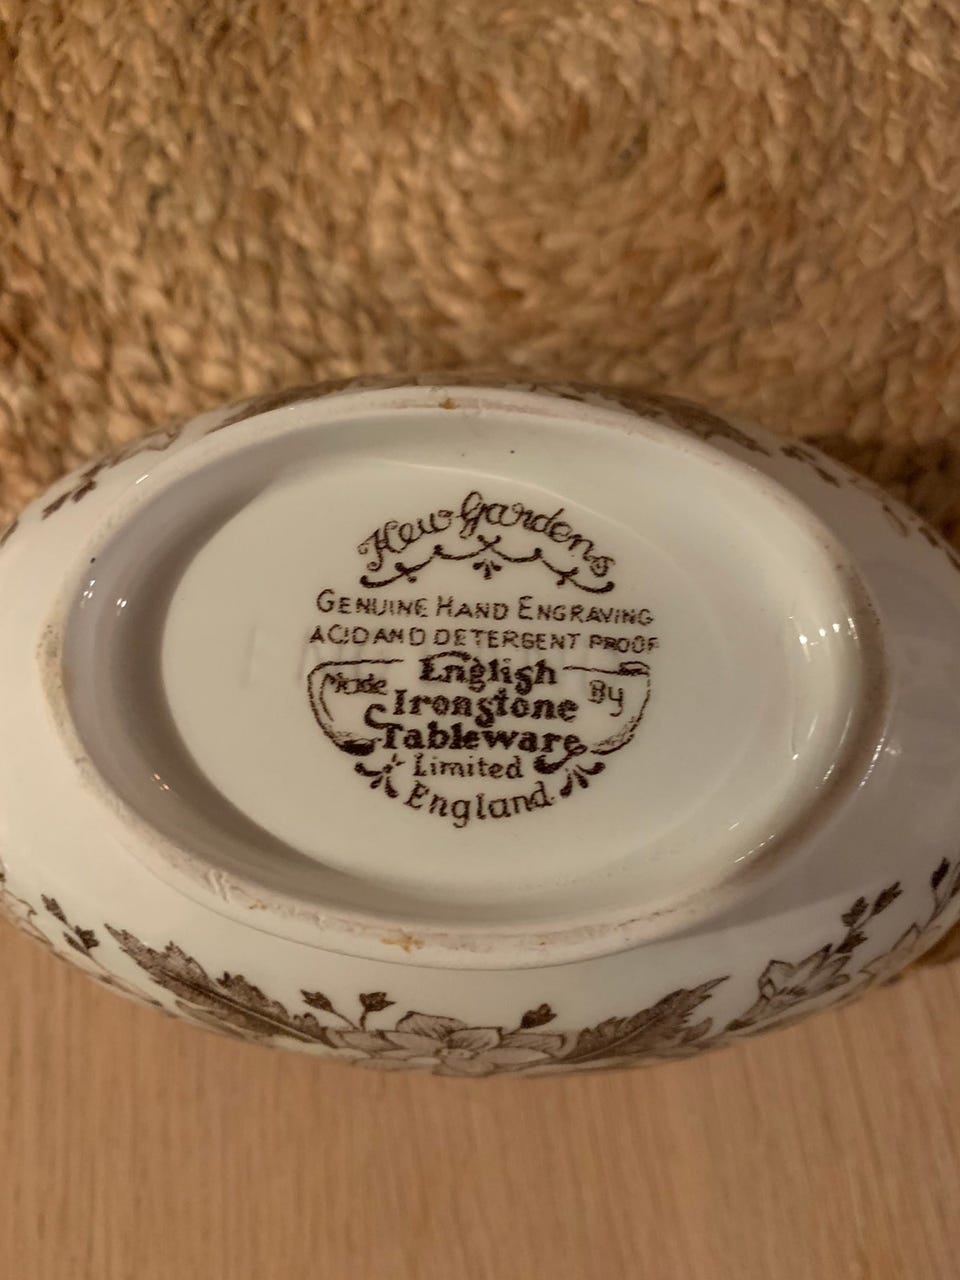 Kew Gardens
GENUINE HAND ENGRAVING
ACID AND DETERGENT PROOF
Made English By
Ironstone
Tableware
Limited
England